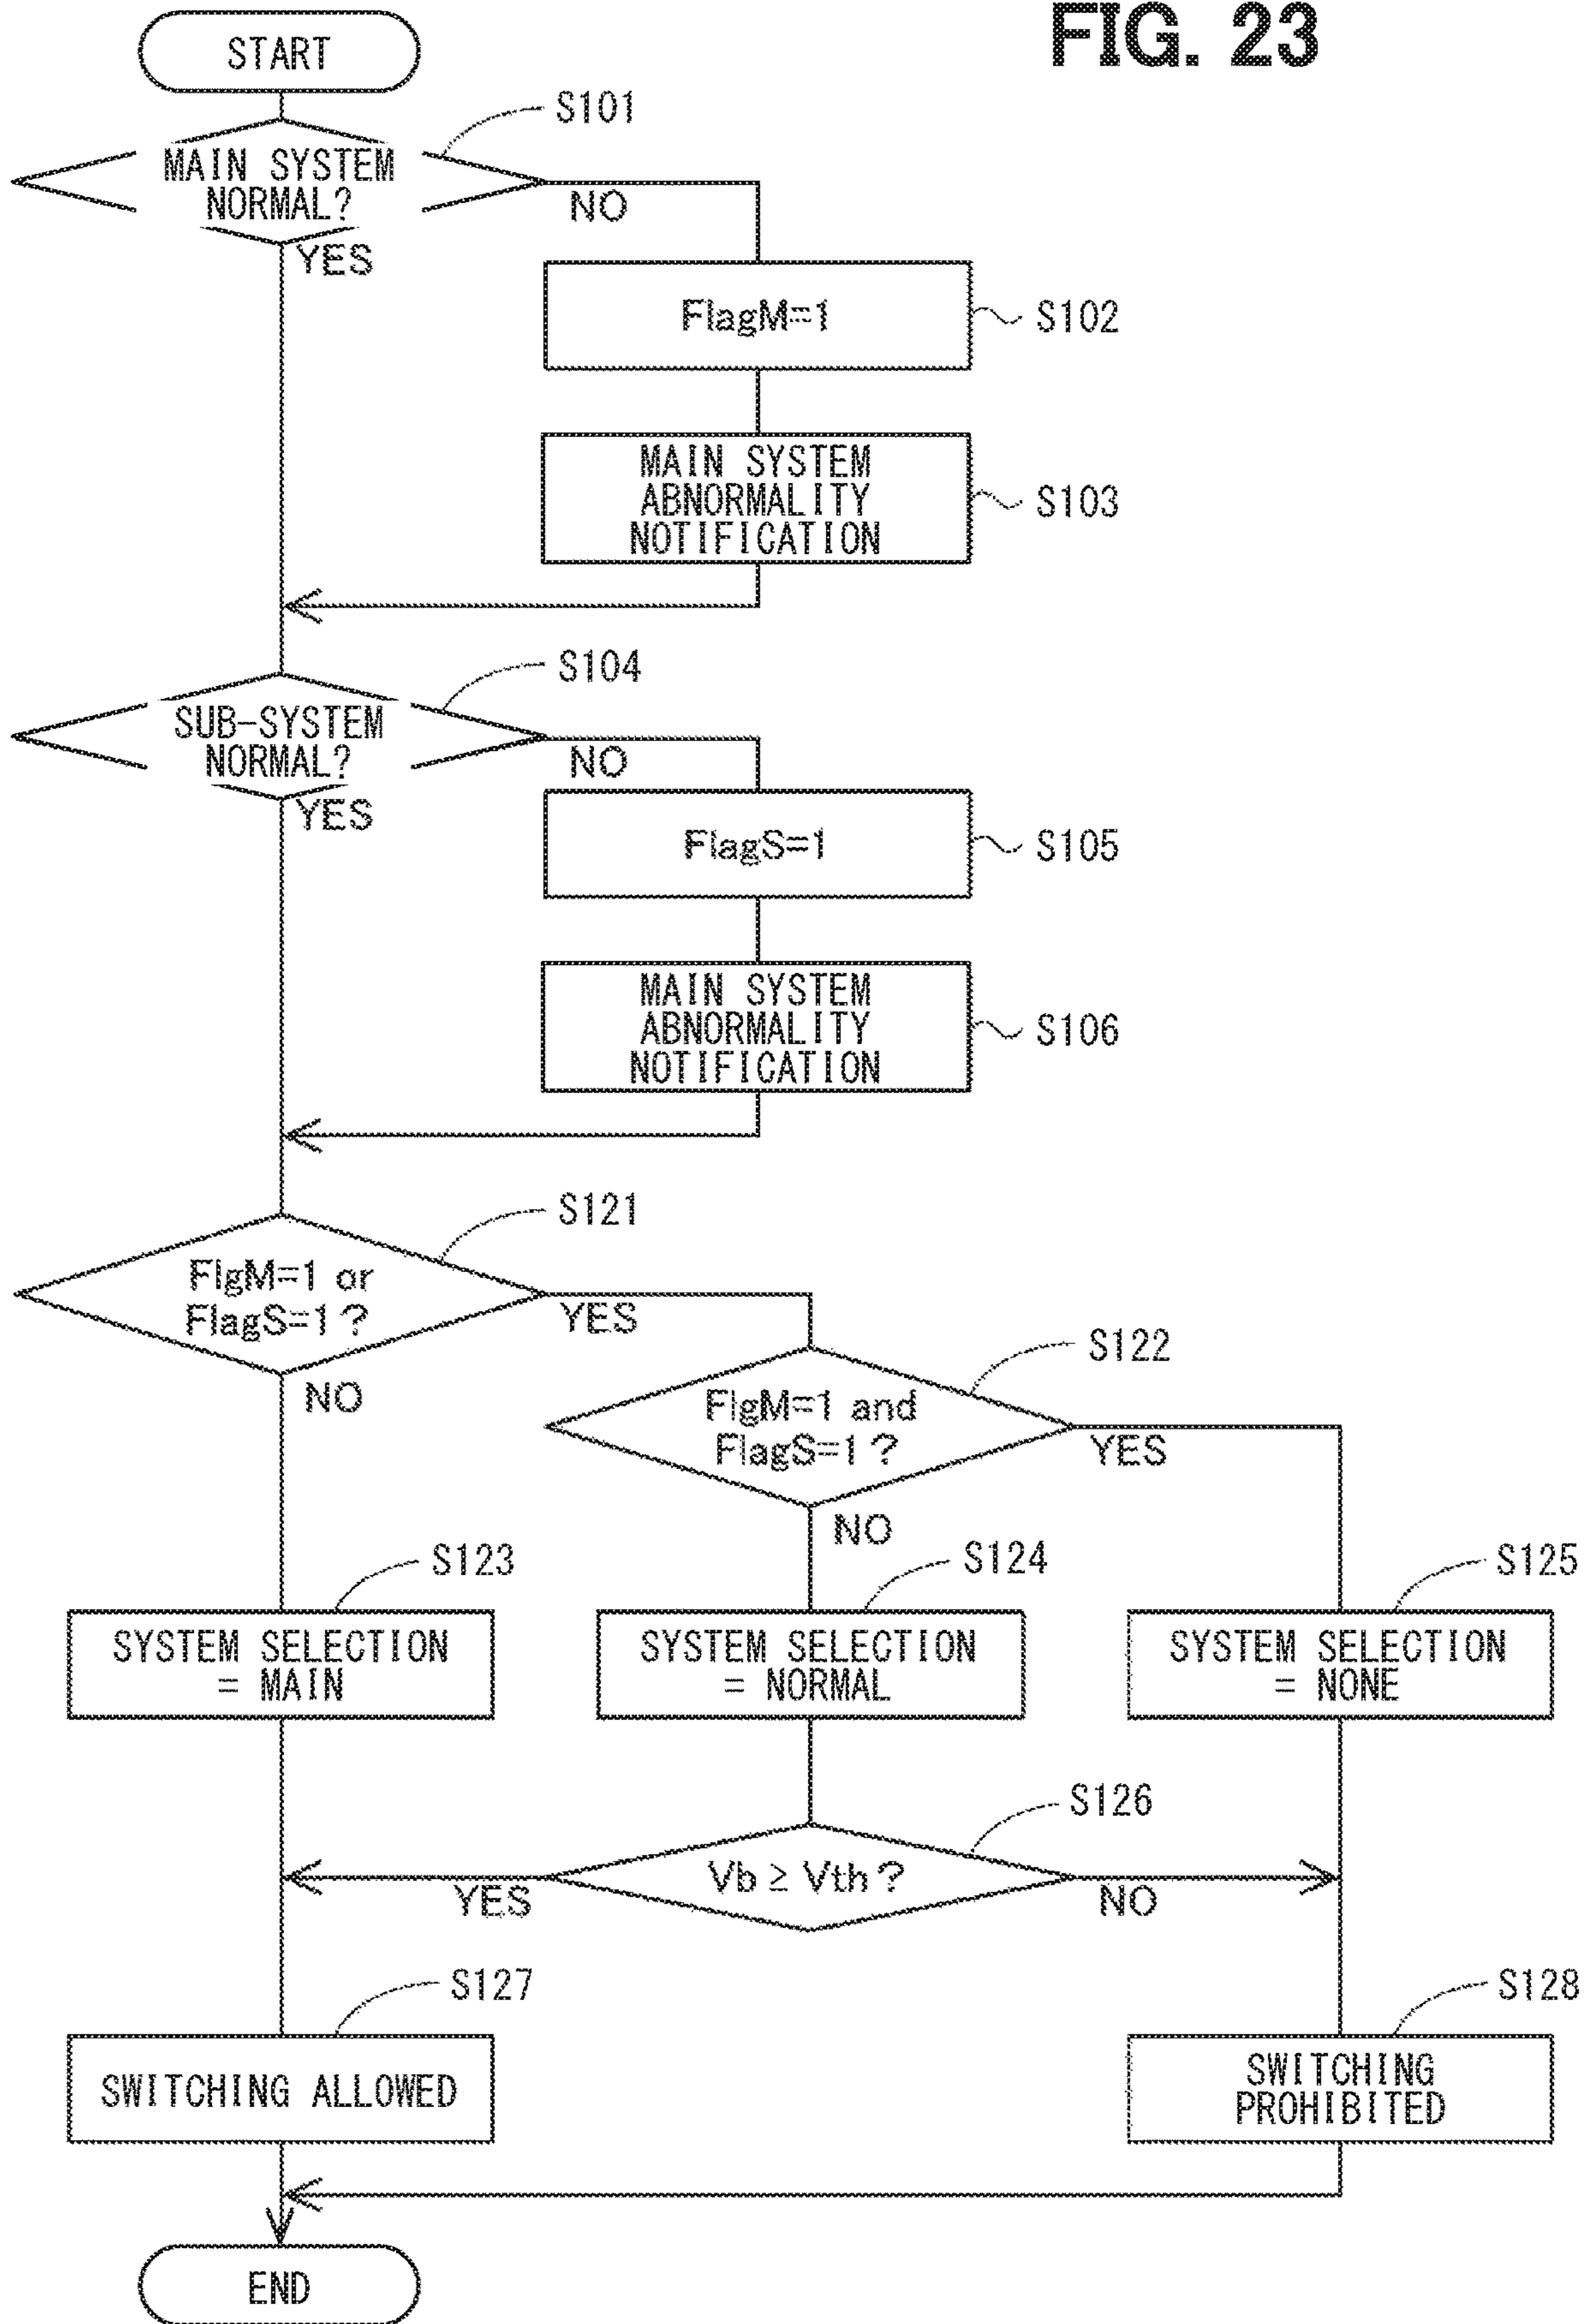 FIG. 23
START
S101
MAIN SYSTEM
NORMAL?
NO
YES
FlagM=1
S102
MAIN SYSTEM
ABNORMALITY
NOTIFICATION
S103
S104
SUB-SYSTEM
NORMAL?
NO
YES
FlagS=1
S105
MAIN SYSTEM
ABNORMALITY
NOTIFICATION
S106
S121
FlgM=1 or
FlagS=1 ?
YES
NO
S122
FlgM=1 and
FlagS=1 ?
YES
NO
S123
SYSTEM SELECTION
= MAIN
S124
SYSTEM SELECTION
= NORMAL
S125
SYSTEM SELECTION
= NONE
S126
Vb ≥ Vth ?
YES
NO
S127
SWITCHING ALLOWED
S128
SWITCHING
PROHIBITED
END